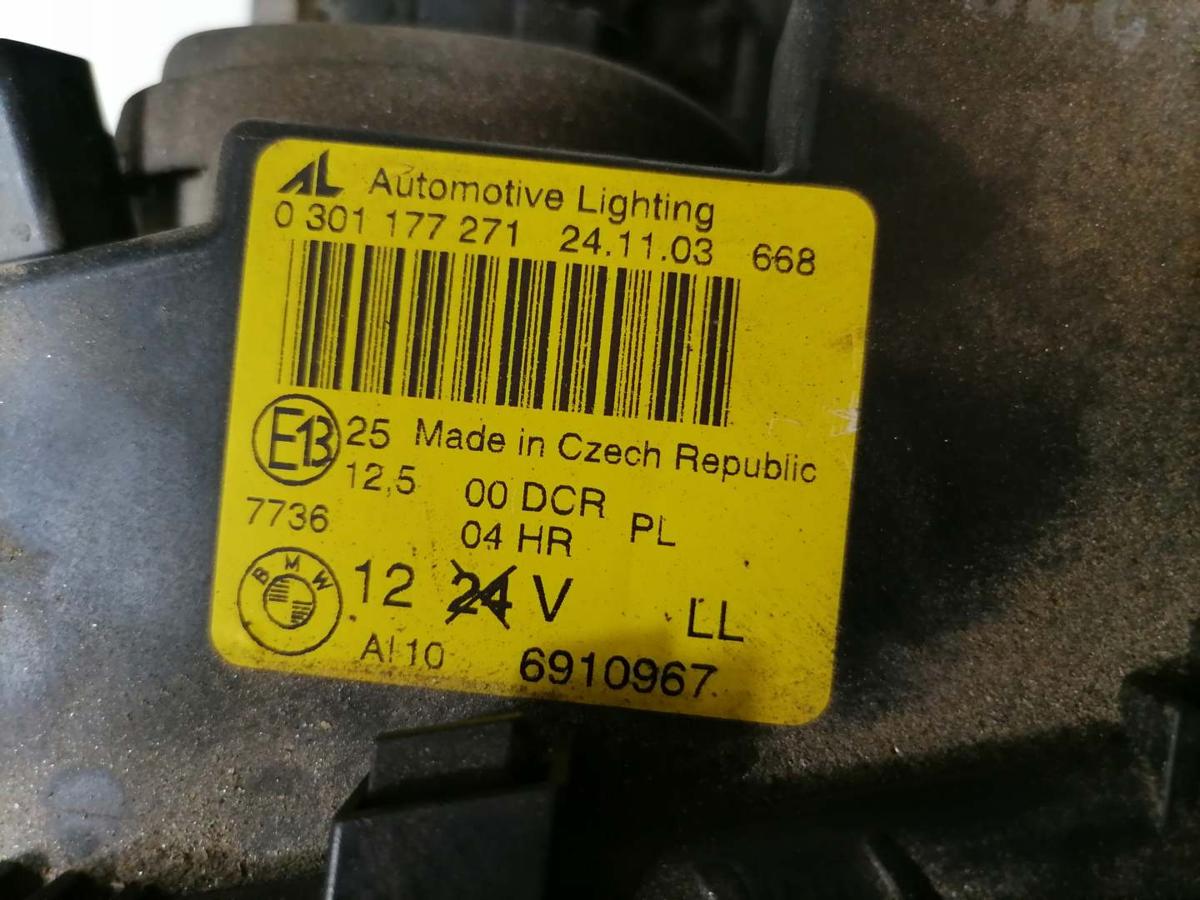 AL Automotive Lighting
0 301 177 271 24.11.03 668
E13 25 Made in Czech Republic
12,5 00 DCR PL
7736 04 HR
BMW 12 24 V LL
A!10 6910967